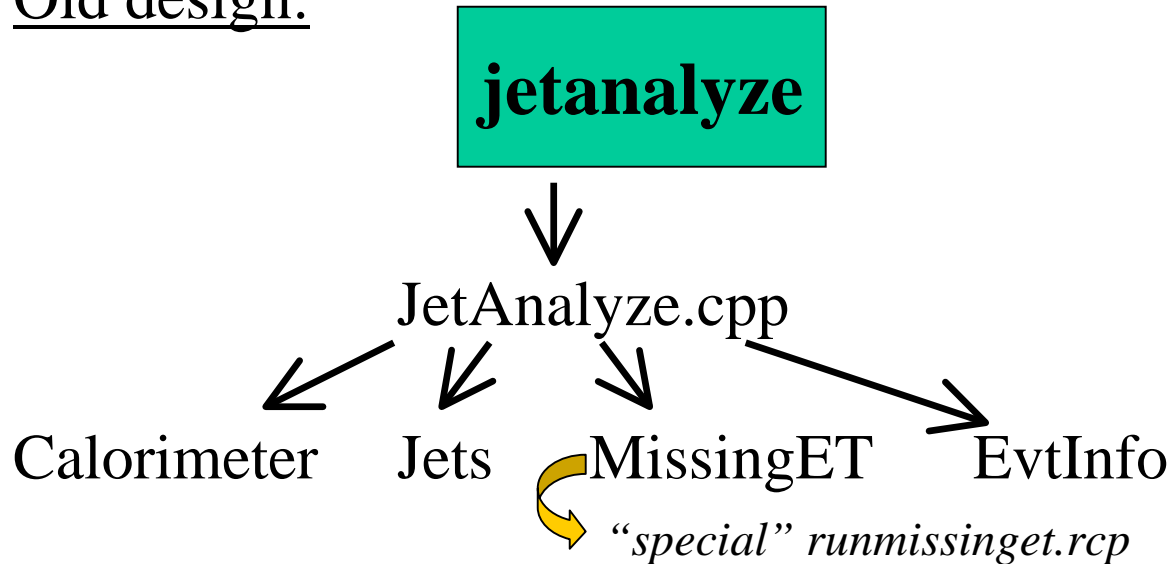 Old design:
jetanalyze
JetAnalyze.cpp
Calorimeter Jets MissingET EvtInfo
“special” runmissinget.rcp